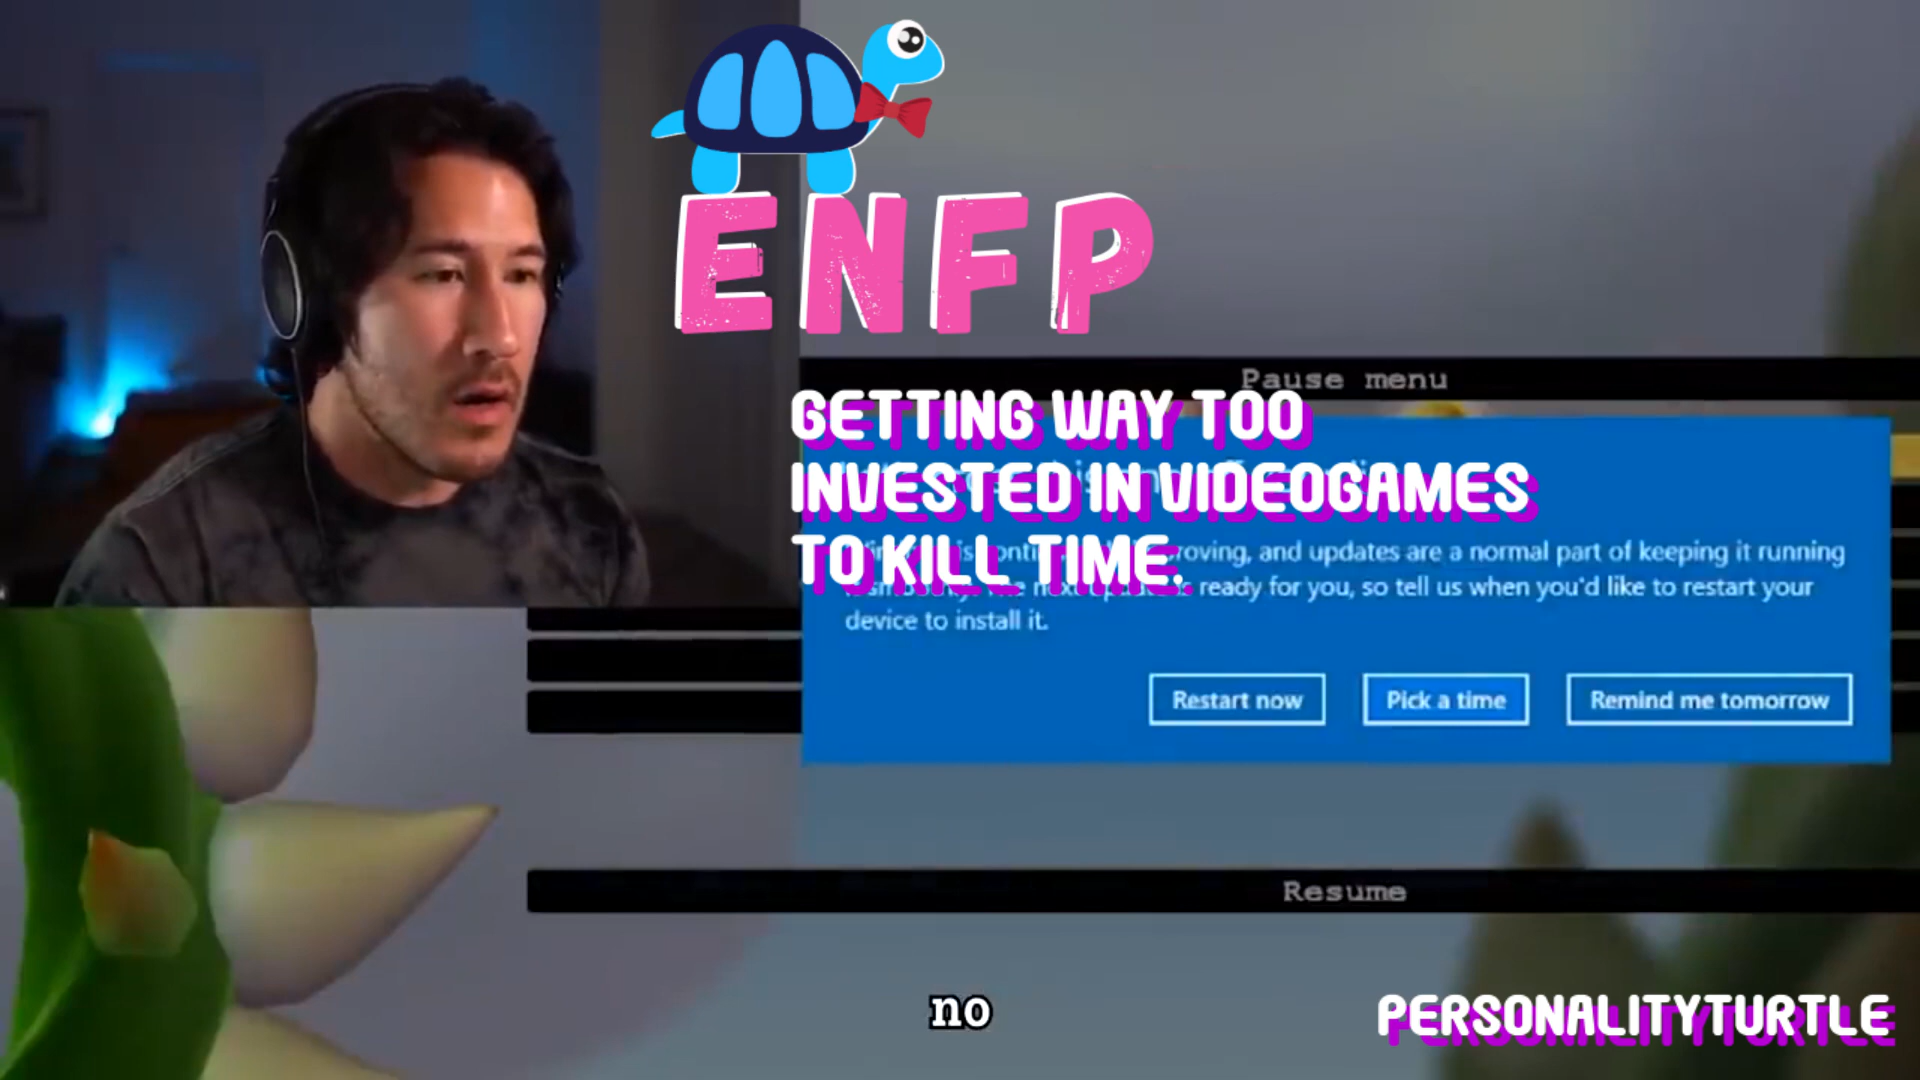 ENFP
Pause menu
GETTING WAY TOO
INVESTED IN VIDEOGAMES
TO KILL TIME.
roving, and updates are a normal part of keeping it running
ready for you, so tell us when you'd like to restart your
device to install it.
Restart now
Pick a time
Remind me tomorrow
Resume
no
PERSONALITYTURTLE